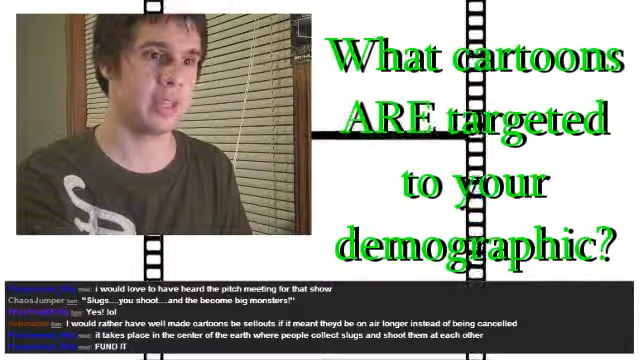 What cartoons
ARE targeted
to your
demographic?
i would love to have heard the pitch meeting for that show
ChaosJumper "Slugs....you shoot....and the become big monsters!"
Yes! lol
I would rather have well made cartoons be sellouts if it meant theyd be on air longer instead of being cancelled
it takes place in the center of the earth where people collect slugs and shoot them at each other
FUND IT